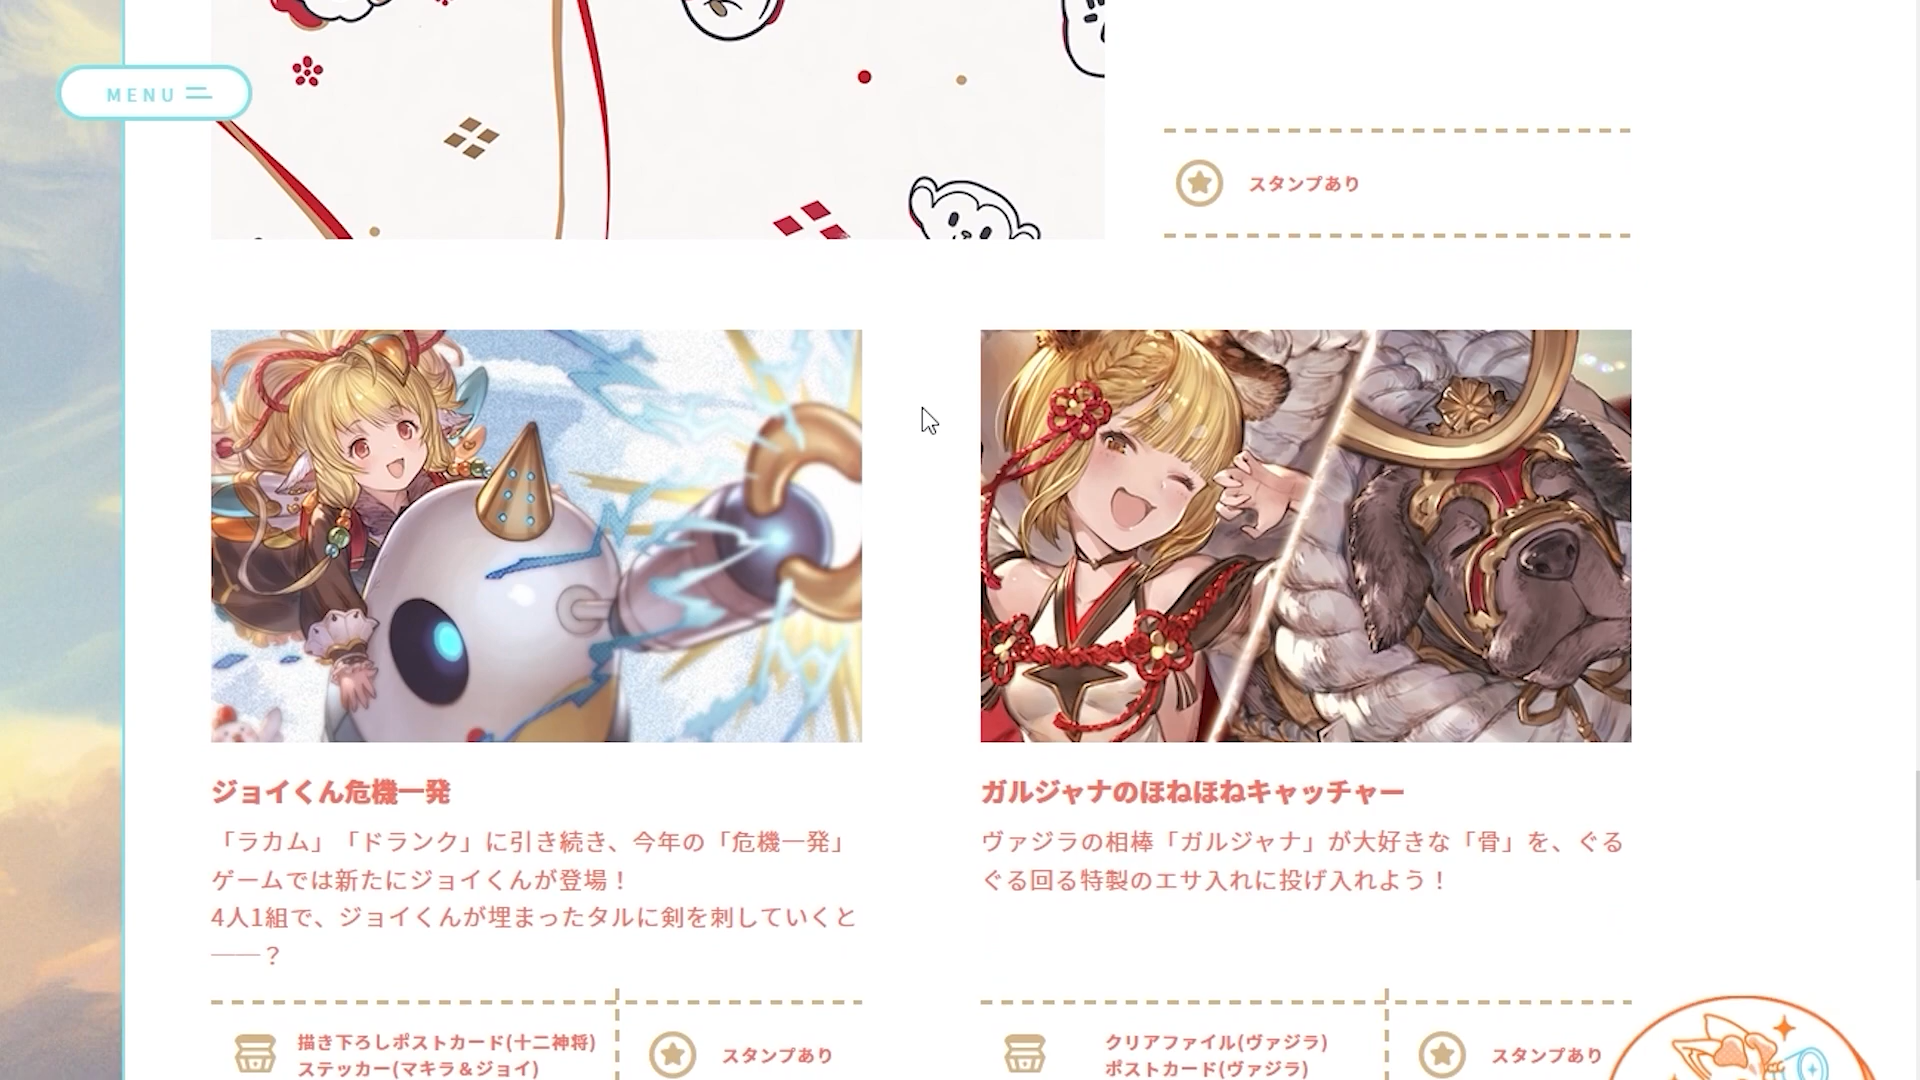 MENU
スタンプあり
ジョイくん危機一発
「ラカム」「ドランク」に引き続き、今年の「危機一発」
ゲームでは新たにジョイくんが登場！
4人1組で、ジョイくんが埋まったタルに剣を刺していくと
――？
描き下ろしポストカード(十二神将)
ステッカー(マキラ＆ジョイ)
スタンプあり
ガルジャナのほねほねキャッチャー
ヴァジラの相棒「ガルジャナ」が大好きな「骨」を、ぐる
ぐる回る特製のエサ入れに投げ入れよう！
クリアファイル(ヴァジラ)
ポストカード(ヴァジラ)
スタンプあり